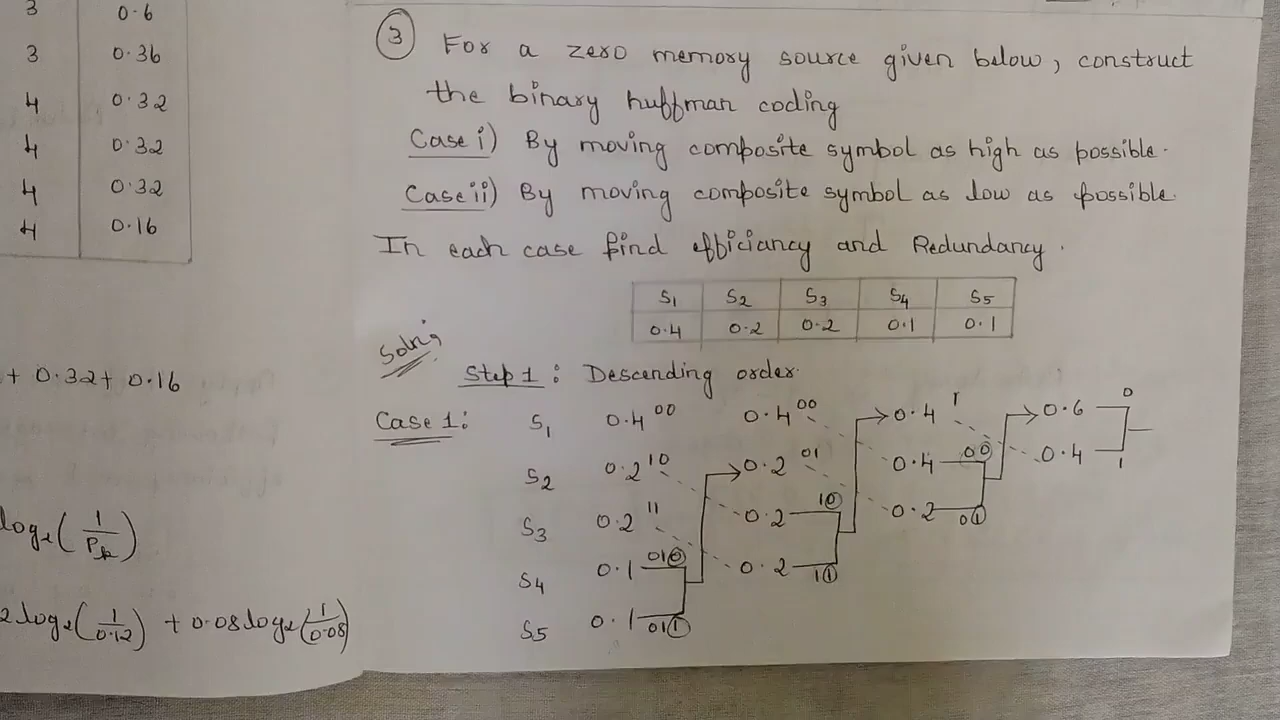 3 0.6
3 0.36
4 0.32
4 0.32
4 0.32
4 0.16
+ 0.32 + 0.16
log₂(1/Pk)
2 log₂(1/0.12) + 0.08 log₂(1/0.08)
③ For a zero memory source given below, construct
the binary huffman coding
Case i) By moving composite symbol as high as possible.
Case ii) By moving composite symbol as low as possible.
In each case find efficiancy and Redundancy.
S₁ S₂ S₃ S₄ S₅
0.4 0.2 0.2 0.1 0.1
Soln:
Step 1: Descending order.
Case 1: S₁ 0.4 00 0.4 00 0.4 1 0.6 0
S₂ 0.2 10 0.2 01 0.4 00 0.4 1
S₃ 0.2 11 0.2 10 0.2 01
S₄ 0.1 010 0.2 11
S₅ 0.1 011